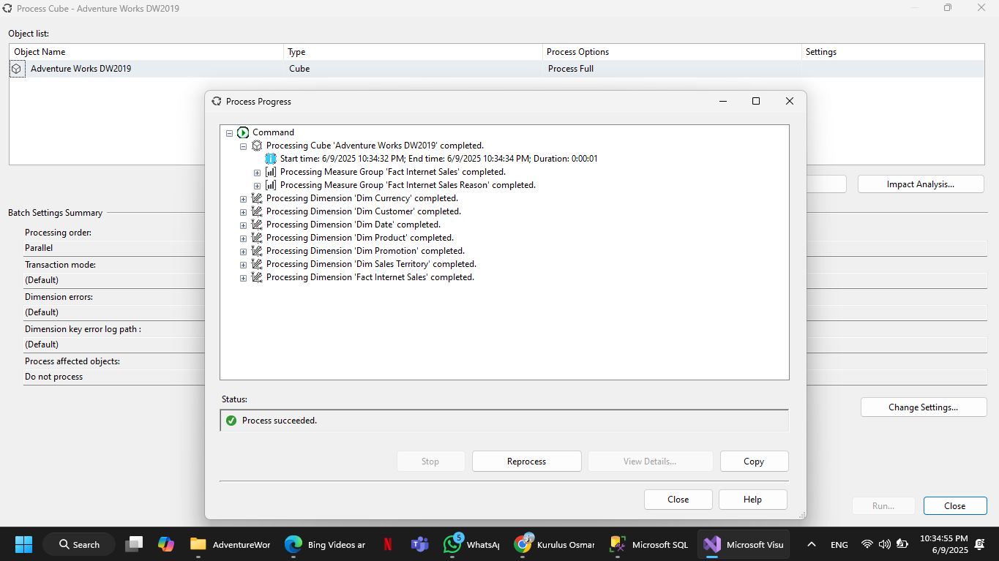 Process Cube - Adventure Works DW2019
Object list:
Object Name Type Process Options Settings
Adventure Works DW2019 Cube Process Full
Process Progress
Command
Processing Cube 'Adventure Works DW2019' completed.
Start time: 6/9/2025 10:34:32 PM; End time: 6/9/2025 10:34:34 PM; Duration: 0:00:01
Processing Measure Group 'Fact Internet Sales' completed.
Processing Measure Group 'Fact Internet Sales Reason' completed.
Processing Dimension 'Dim Currency' completed.
Processing Dimension 'Dim Customer' completed.
Processing Dimension 'Dim Date' completed.
Processing Dimension 'Dim Product' completed.
Processing Dimension 'Dim Promotion' completed.
Processing Dimension 'Dim Sales Territory' completed.
Processing Dimension 'Fact Internet Sales' completed.
Status:
Process succeeded.
Stop Reprocess View Details... Copy
Close Help
Impact Analysis...
Batch Settings Summary
Processing order:
Parallel
Transaction mode:
(Default)
Dimension errors:
(Default)
Dimension key error log path :
(Default)
Process affected objects:
Do not process
Change Settings...
Run... Close
Search AdventureWor Bing Videos ar N 5 WhatsA Kurulus Osmar Microsoft SQL Microsoft Visu ENG 10:34:55 PM
6/9/2025